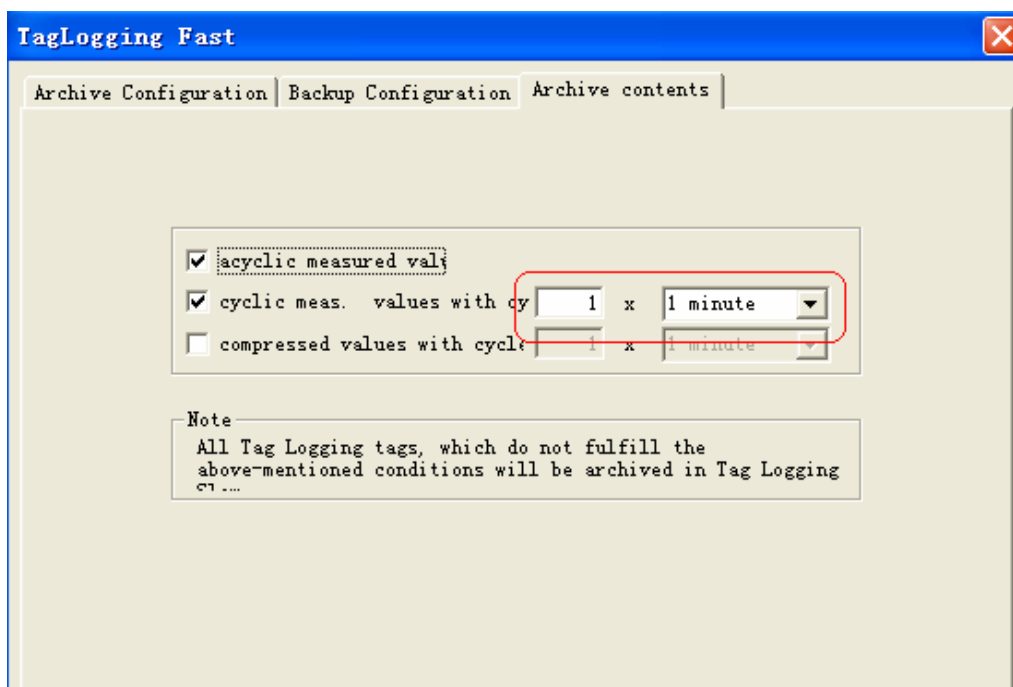 TagLogging Fast
Archive Configuration Backup Configuration Archive contents
acyclic measured val
cyclic meas. values with cy 1 x 1 minute
compressed values with cycl 1 x 1 minute
Note
All Tag Logging tags, which do not fulfill the
above-mentioned conditions will be archived in Tag Logging